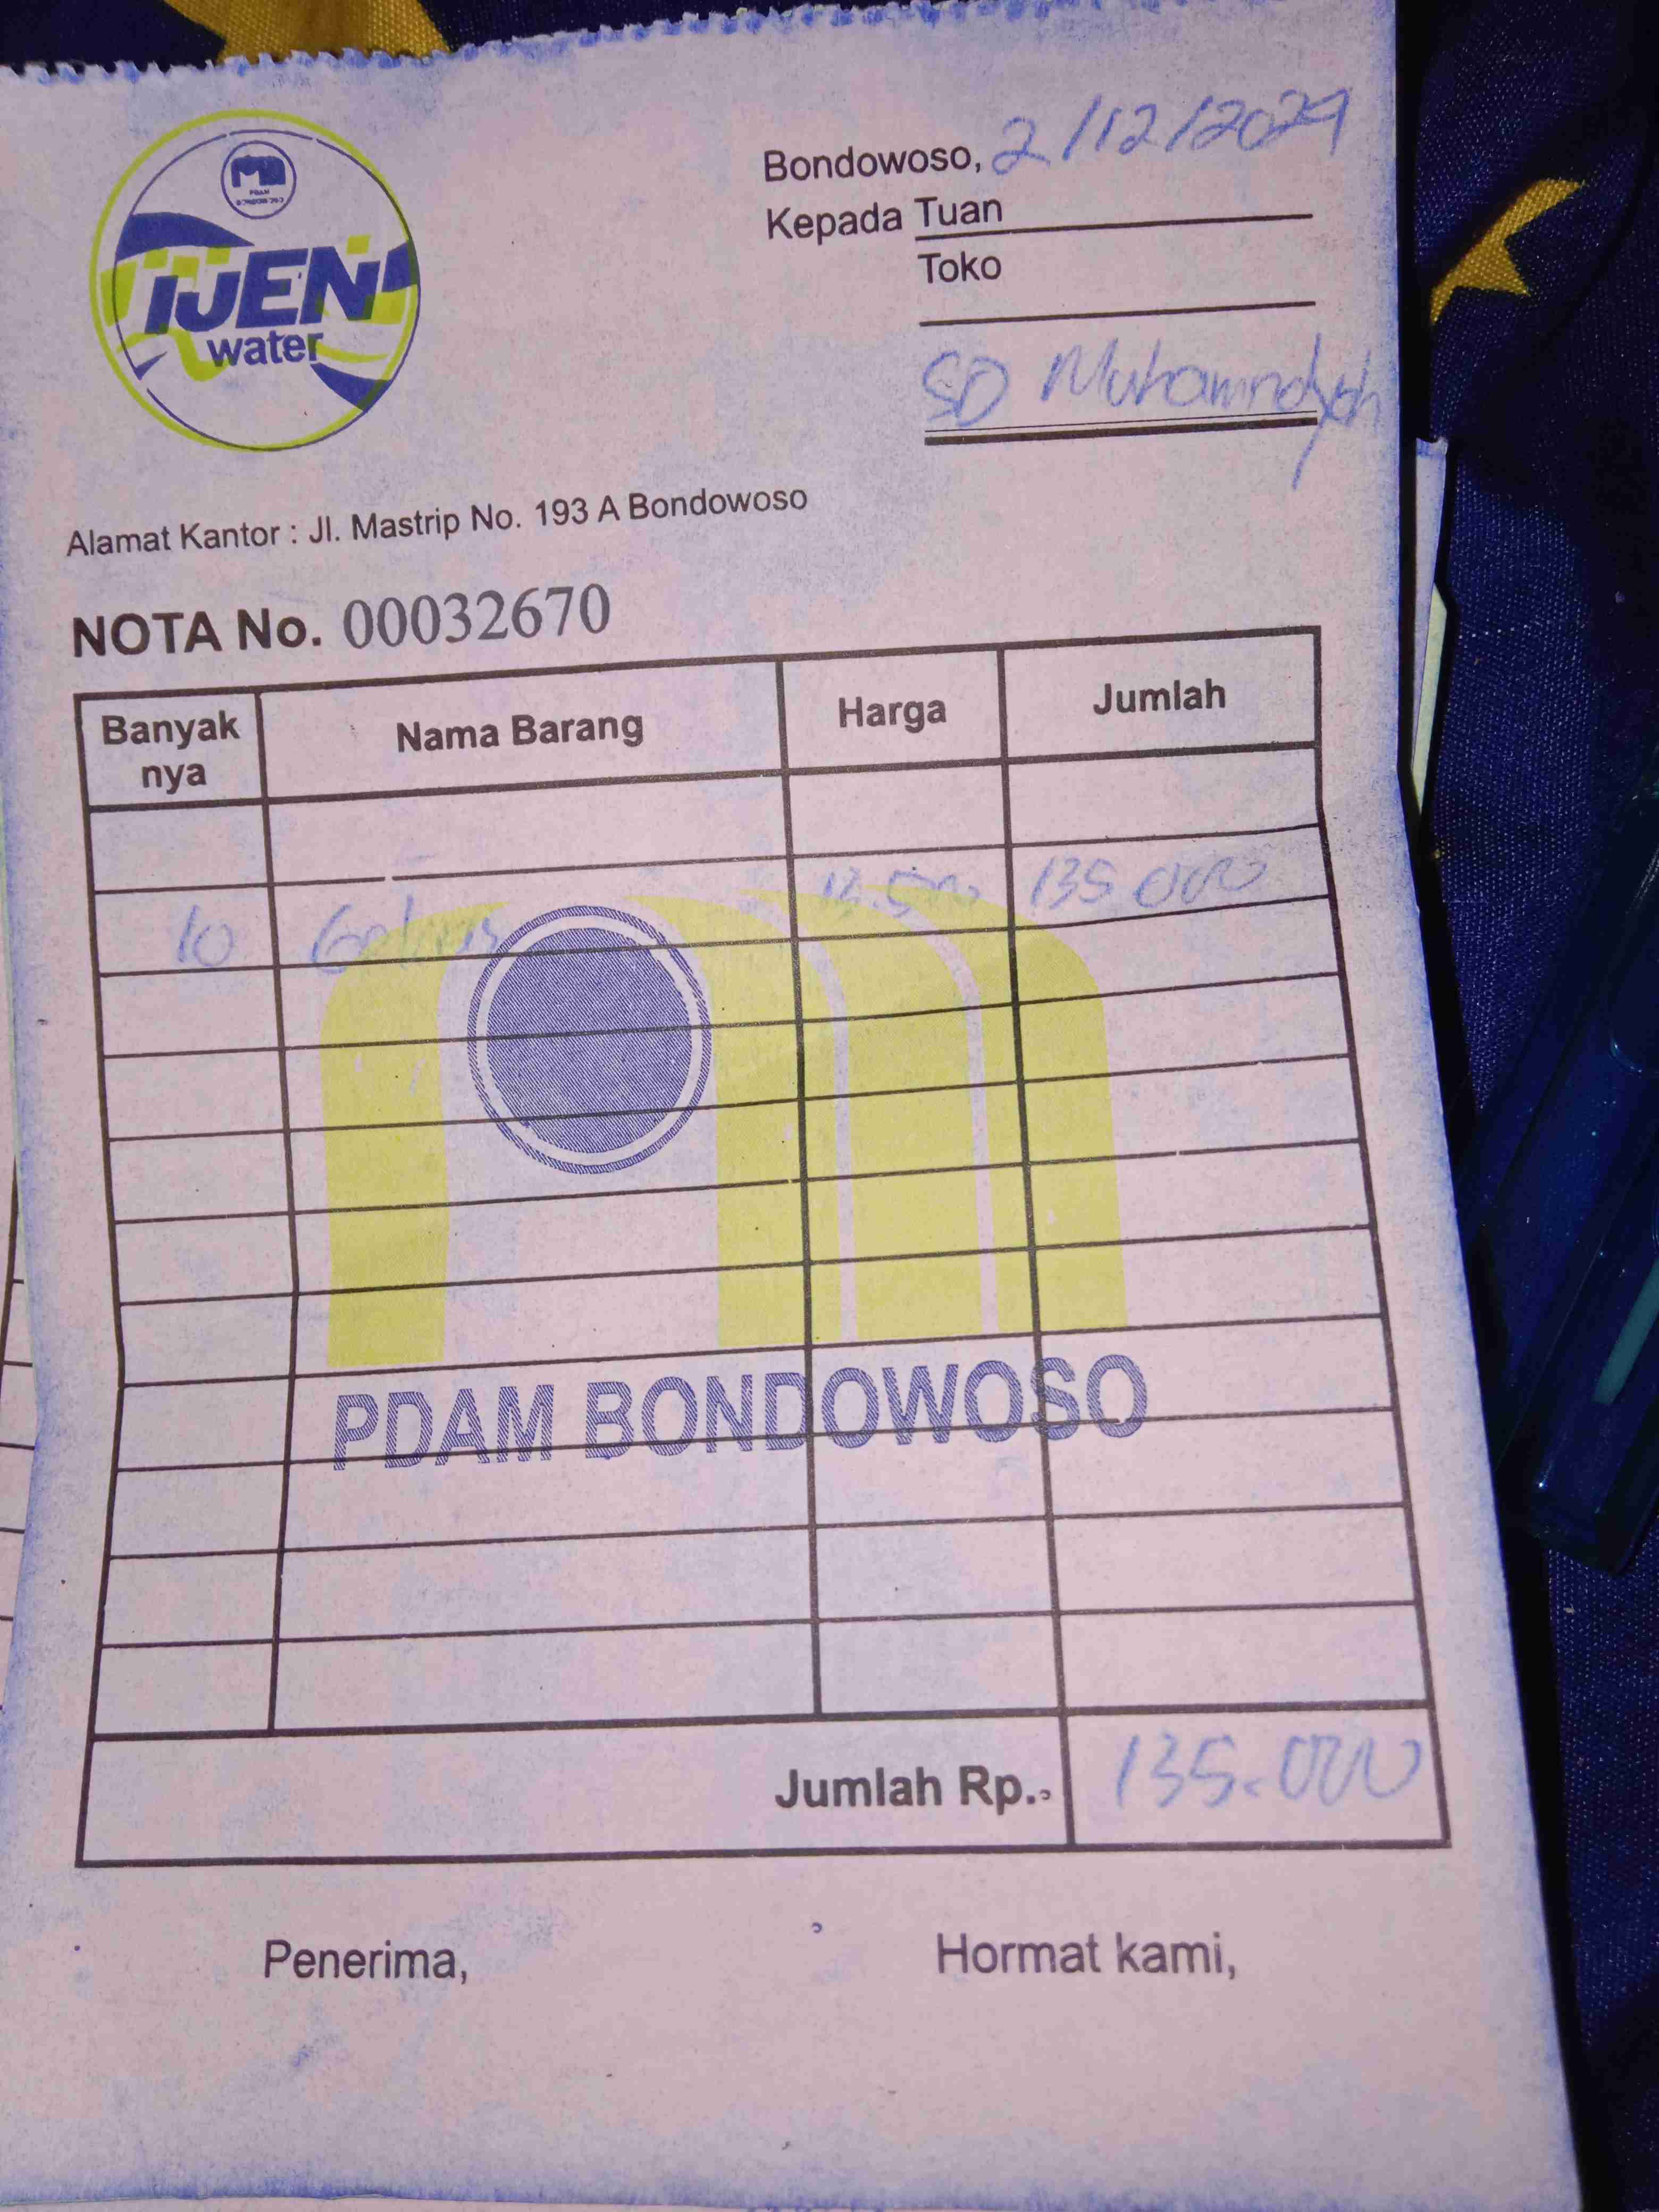 PDAM
BONDOWOSO
IJEN
water
Bondowoso, 2/12/2024
Kepada Tuan
Toko
SD Muhammdyah
Alamat Kantor : Jl. Mastrip No. 193 A Bondowoso
NOTA No. 00032670
Banyak nya Nama Barang Harga Jumlah
10 13.500 135.000
PDAM BONDOWOSO
Jumlah Rp. 135.000
Penerima, Hormat kami,